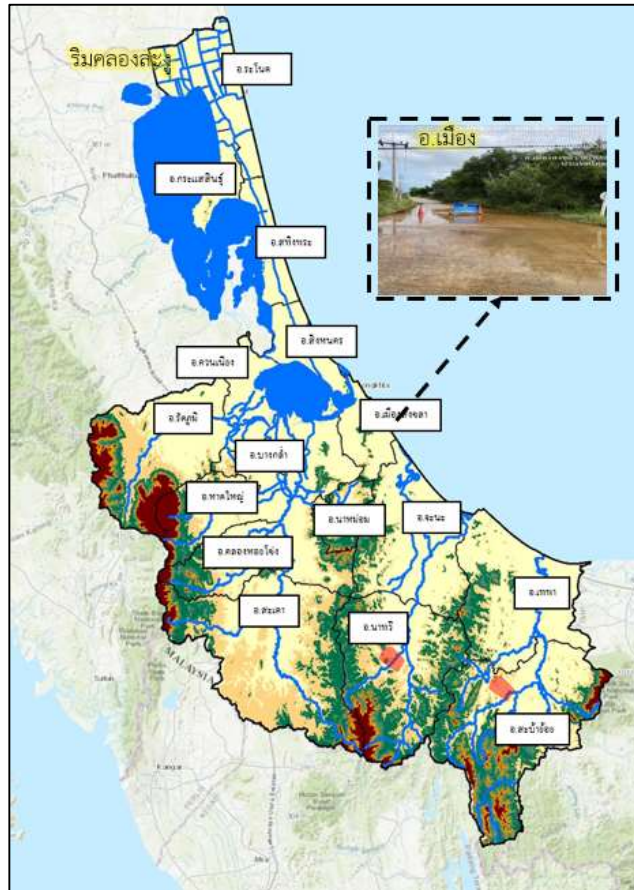 ริมคลองสะ
อ.ระโนด
อ.เมือง
Phatthalu
อ.กระแสสินธุ์
อ.สทิงพระ
อ.สิงหนคร
อ.ควนเนียง
อ.รัตภูมิ
อ.เมืองสงขลา
อ.บางกล่ำ
อ.หาดใหญ่
อ.นาหม่อม
อ.จะนะ
อ.คลองหอยโข่ง
อ.เทพา
อ.สะเดา
อ.นาทวี
MALAYSIA
Satun
อ.สะบ้าย้อย
Kangar